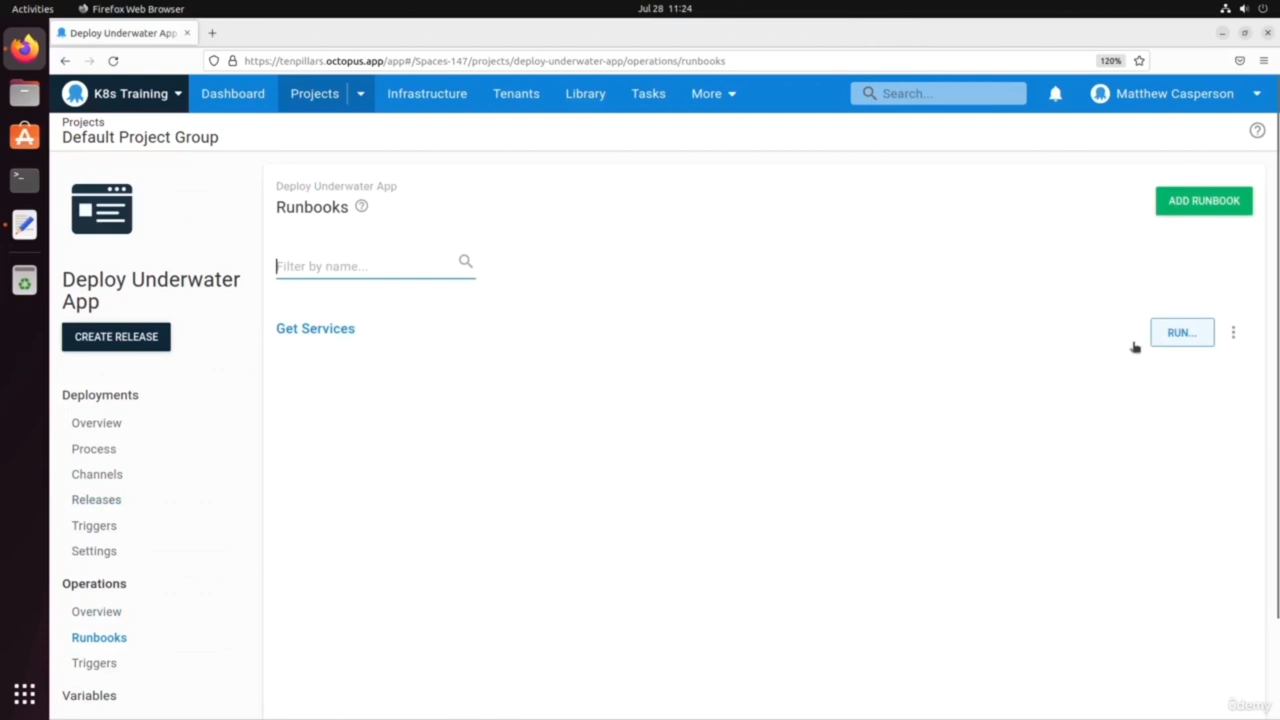 Activities
Firefox Web Browser
Jul 28 11:24
Deploy Underwater App
https://tenpillars.octopus.app/app#/Spaces-147/projects/deploy-underwater-app/operations/runbooks
120%
K8s Training
Dashboard
Projects
Infrastructure
Tenants
Library
Tasks
More
Search...
Matthew Casperson
Projects
Default Project Group
Deploy Underwater App
Runbooks
ADD RUNBOOK
Filter by name...
Deploy Underwater
App
CREATE RELEASE
Get Services
RUN...
Deployments
Overview
Process
Channels
Releases
Triggers
Settings
Operations
Overview
Runbooks
Triggers
Variables
ûdemy